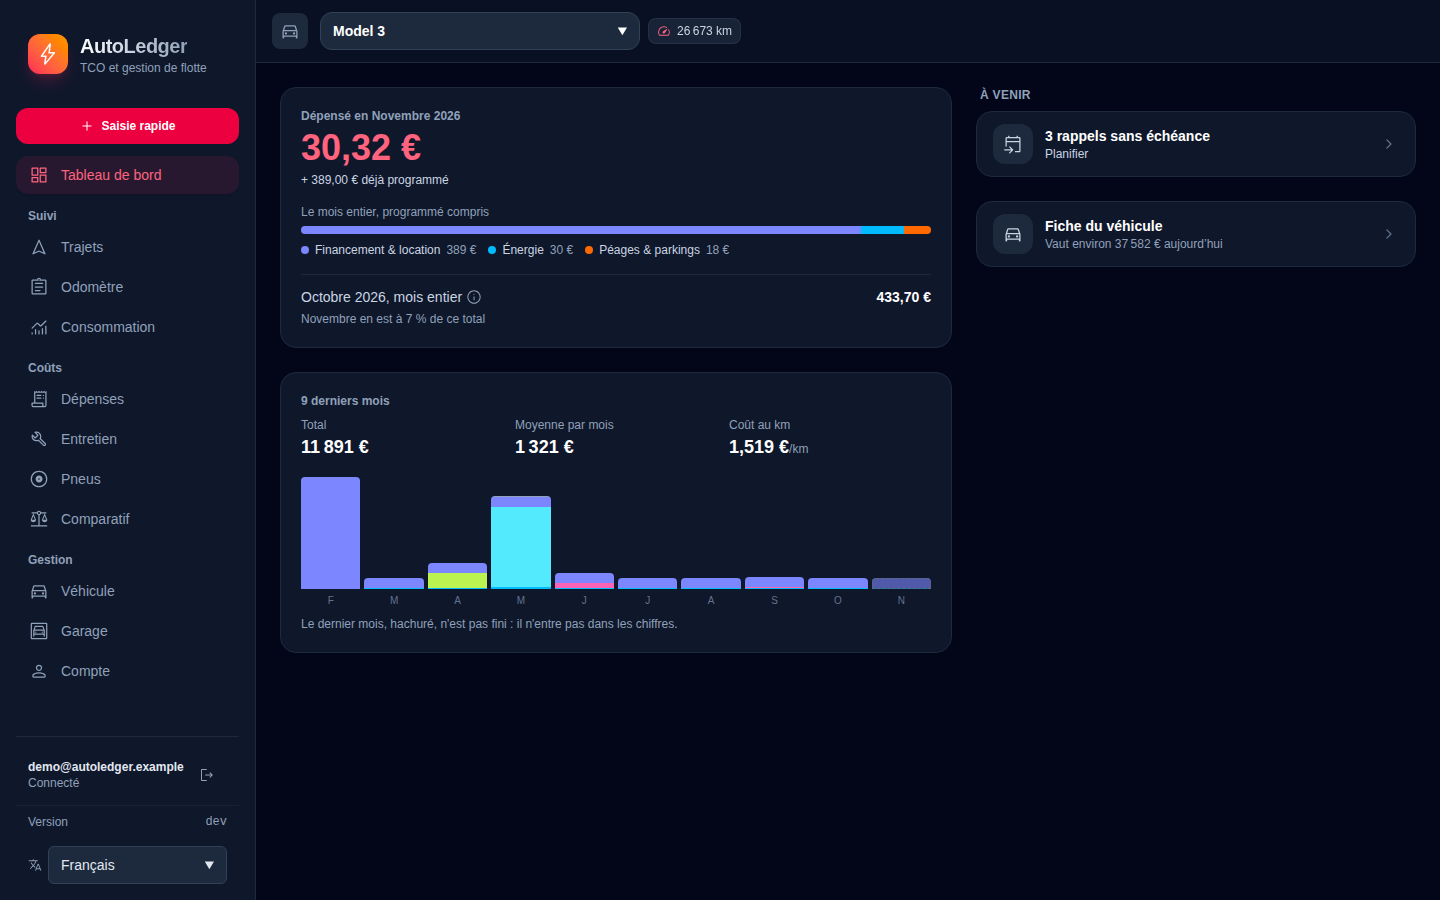 AutoLedger
TCO et gestion de flotte
Saisie rapide
Tableau de bord
Suivi
Trajets
Odomètre
Consommation
Coûts
Dépenses
Entretien
Pneus
Comparatif
Gestion
Véhicule
Garage
Compte
demo@autoledger.example
Connecté
Version dev
Français
Model 3
26 673 km
Dépensé en Novembre 2026
30,32 €
+ 389,00 € déjà programmé
Le mois entier, programmé compris
Financement & location 389 € Énergie 30 € Péages & parkings 18 €
Octobre 2026, mois entier 433,70 €
Novembre en est à 7 % de ce total
9 derniers mois
Total Moyenne par mois Coût au km
11 891 € 1 321 € 1,519 €/km
F M A M J J A S O N
Le dernier mois, hachuré, n'est pas fini : il n'entre pas dans les chiffres.
À VENIR
3 rappels sans échéance
Planifier
Fiche du véhicule
Vaut environ 37 582 € aujourd’hui